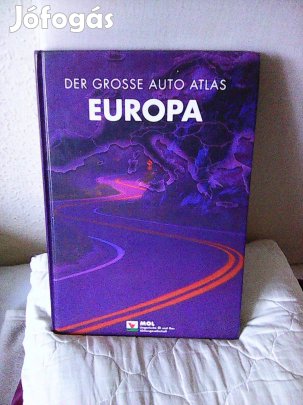 Jófogás
DER GROSSE AUTO ATLAS
EUROPA
MOL